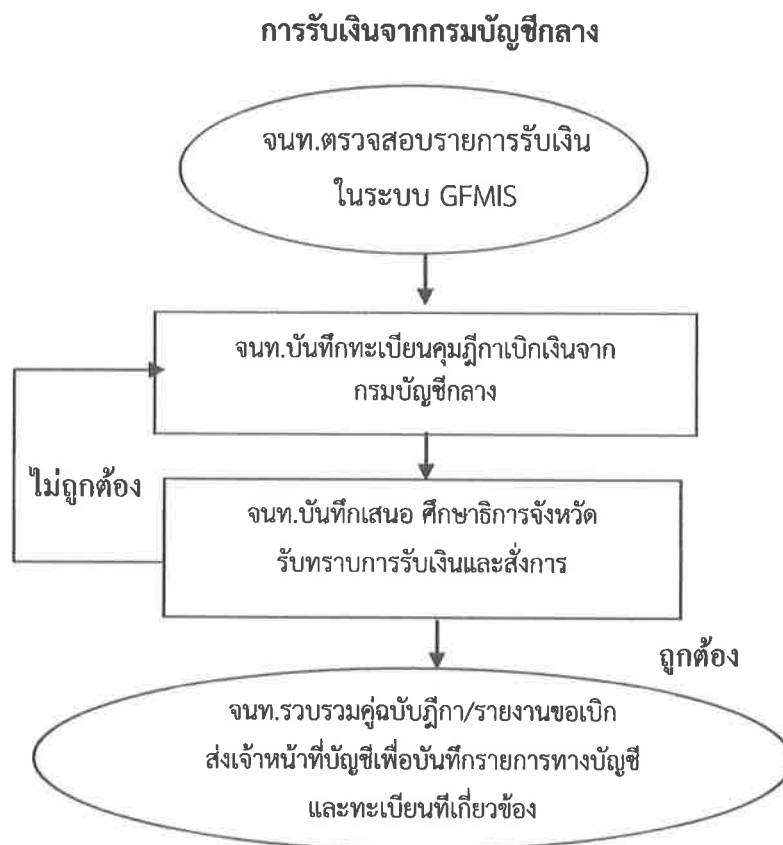 การรับเงินจากกรมบัญชีกลาง
จนท.ตรวจสอบรายการรับเงิน
ในระบบ GFMIS
จนท.บันทึกทะเบียนคุมฎีกาเบิกเงินจาก
กรมบัญชีกลาง
ไม่ถูกต้อง
จนท.บันทึกเสนอ ศึกษาธิการจังหวัด
รับทราบการรับเงินและสั่งการ
ถูกต้อง
จนท.รวบรวมคู่ฉบับฎีกา/รายงานขอเบิก
ส่งเจ้าหน้าที่บัญชีเพื่อบันทึกรายการทางบัญชี
และทะเบียนทีเกี่ยวข้อง